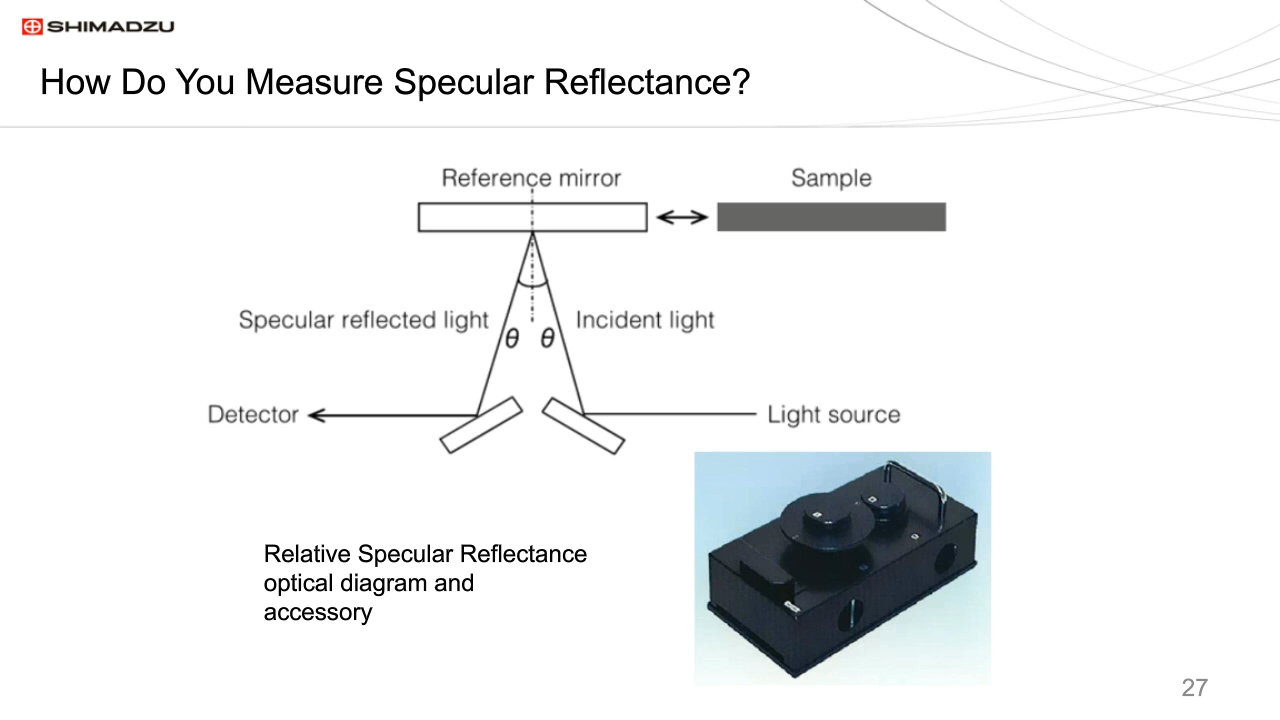 SHIMADZU
How Do You Measure Specular Reflectance?
Reference mirror
Sample
Specular reflected light
Incident light
θ
θ
Detector
Light source
Relative Specular Reflectance
optical diagram and
accessory
27